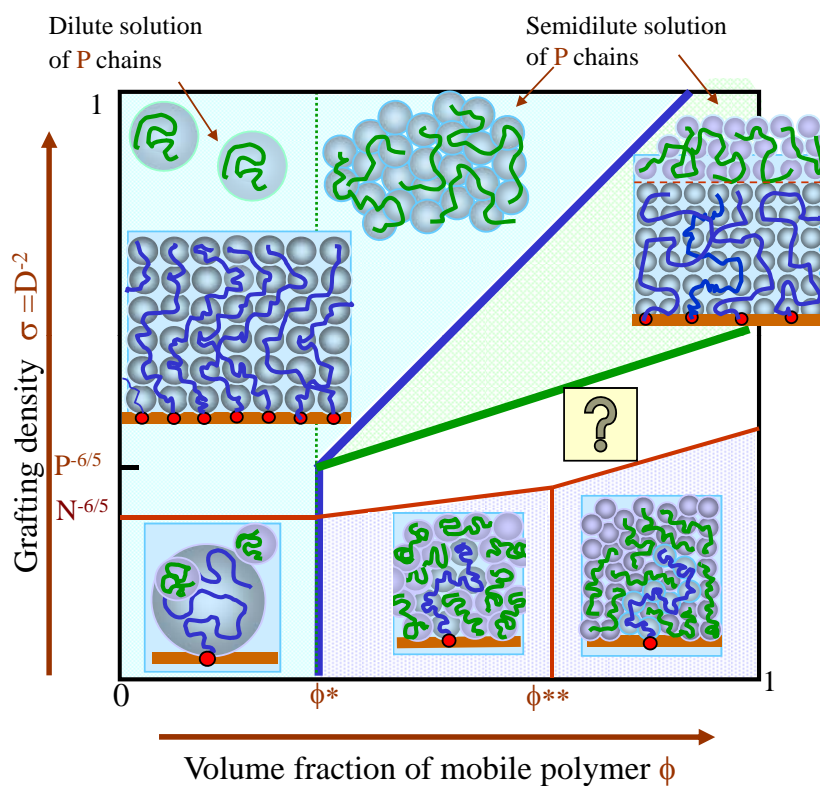 Dilute solution
of P chains
Semidilute solution
of P chains
1
Grafting density σ =D-2
P-6/5
N-6/5
?
0
ϕ*
ϕ**
1
Volume fraction of mobile polymer ϕ